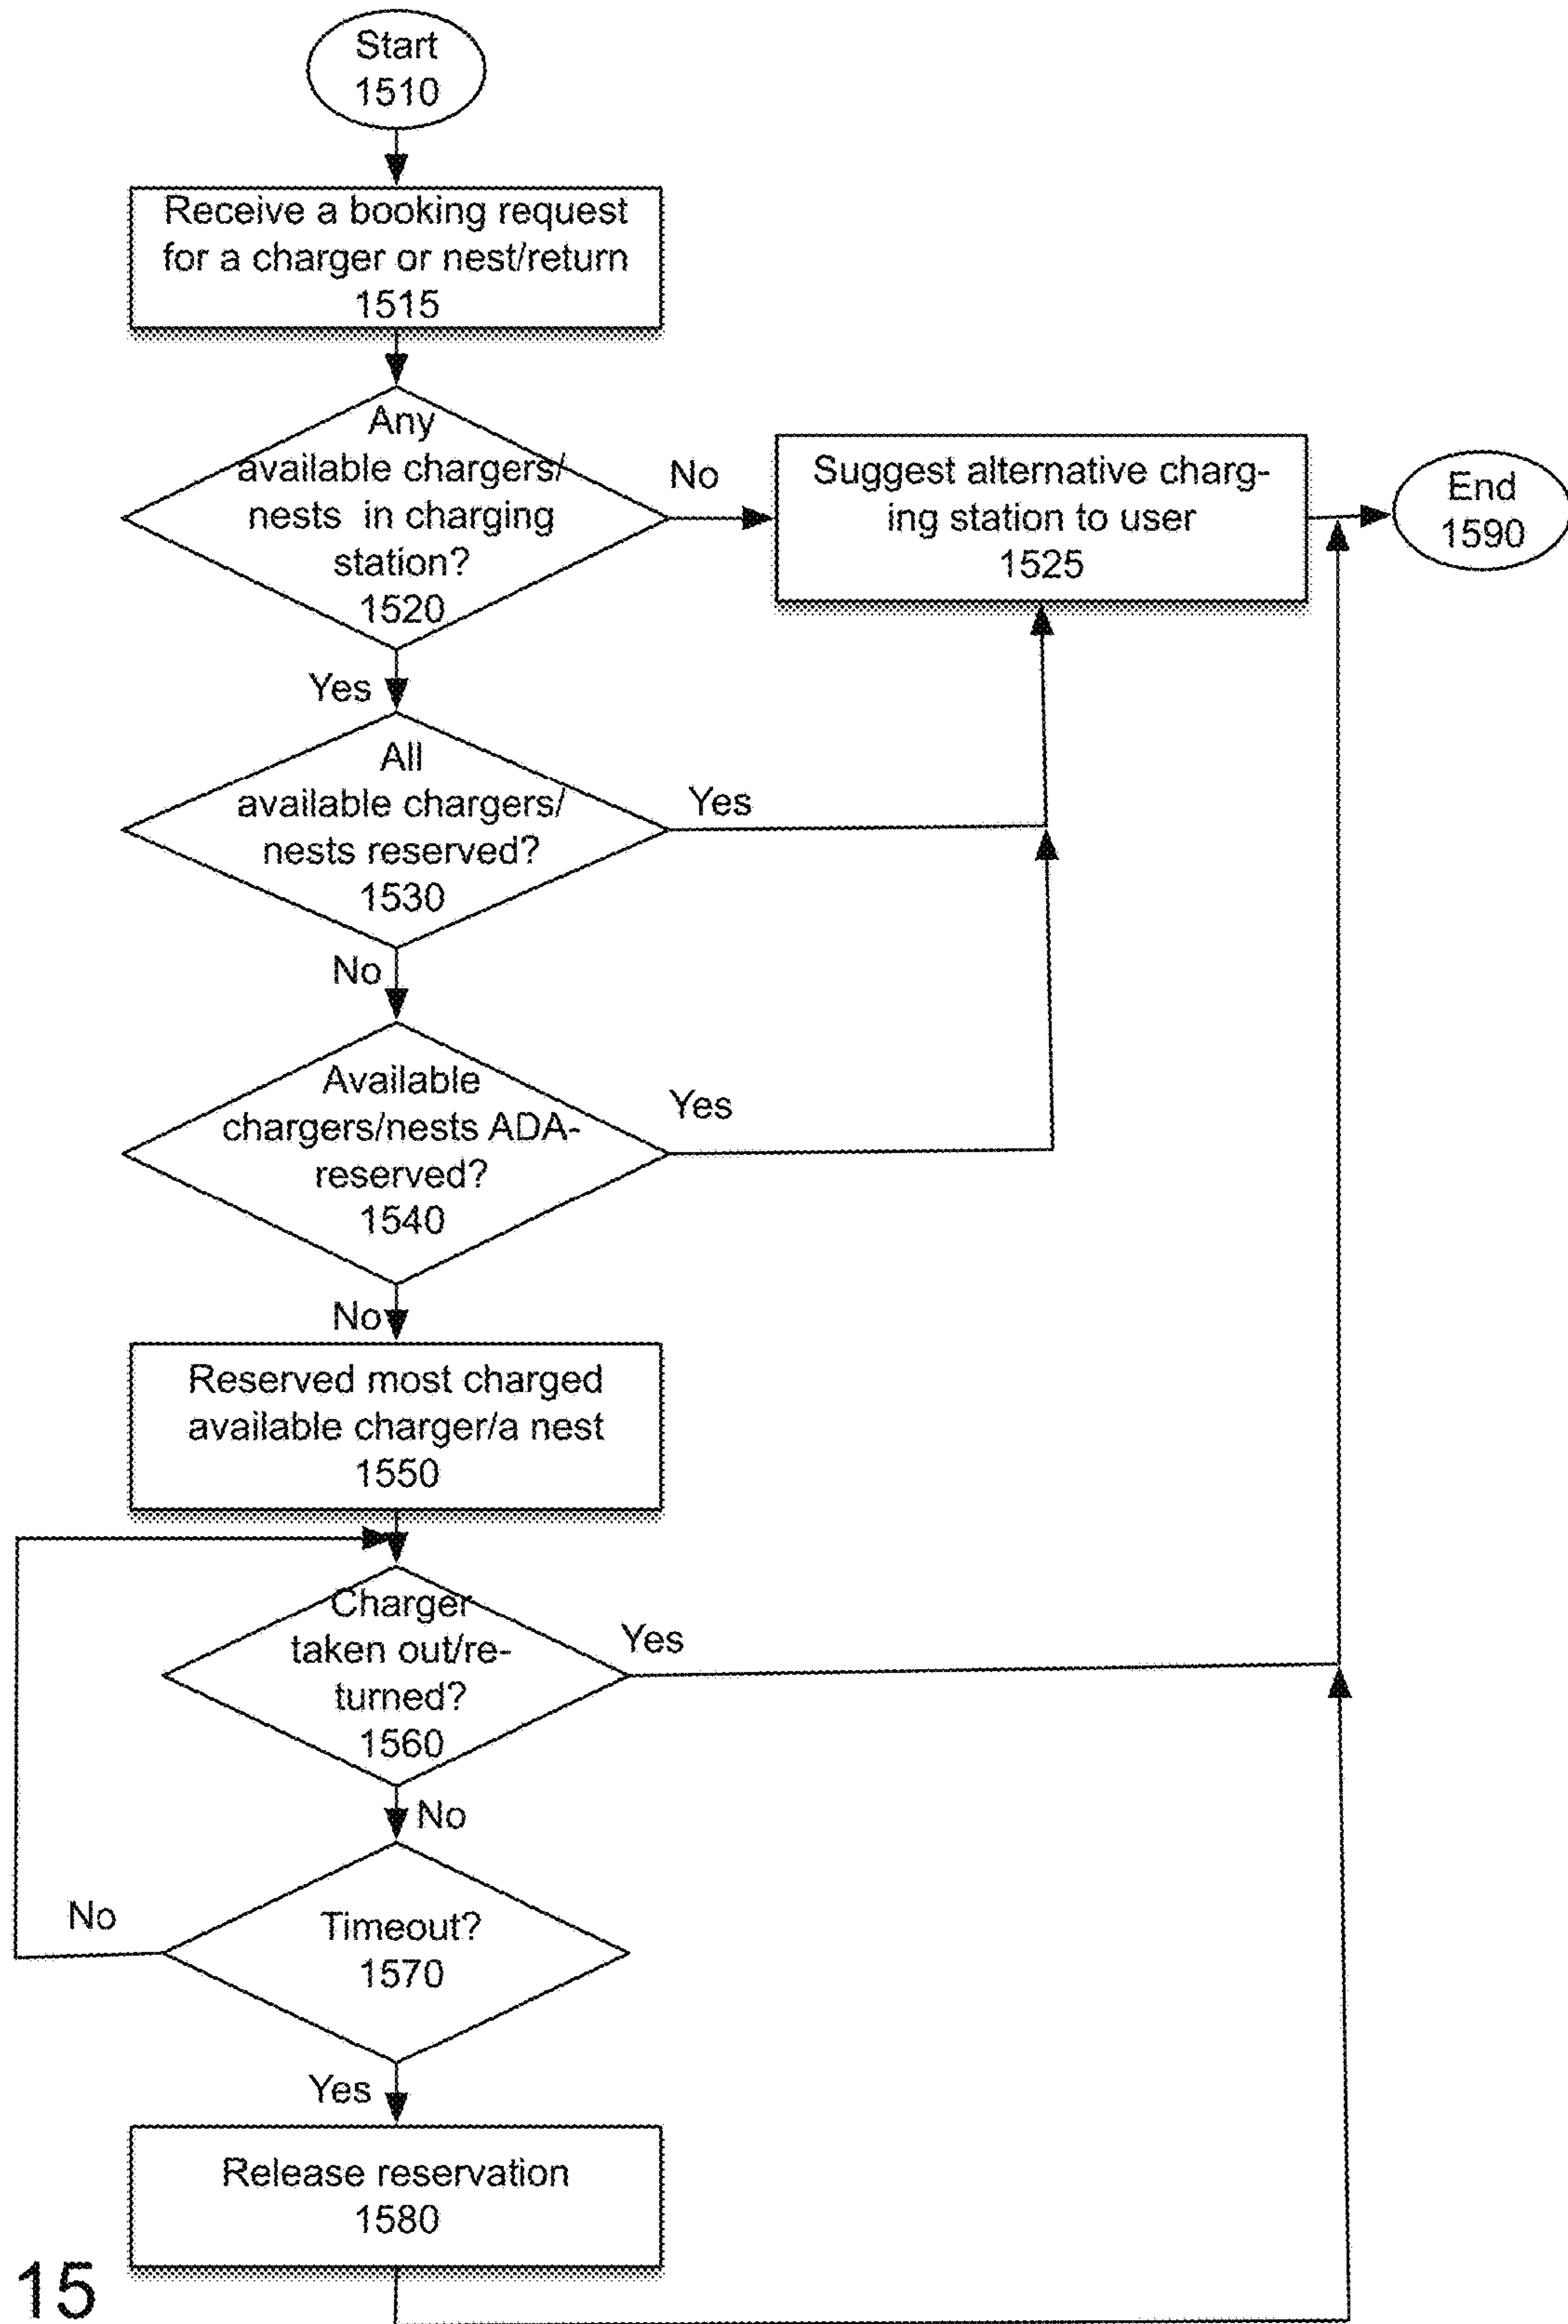 Start
1510
Receive a booking request
for a charger or nest/return
1515
Any
available chargers/
nests in charging
station?
1520
No
Suggest alternative charg-
ing station to user
1525
End
1590
Yes
All
available chargers/
nests reserved?
1530
Yes
No
Available
chargers/nests ADA-
reserved?
1540
Yes
No
Reserved most charged
available charger/a nest
1550
Charger
taken out/re-
turned?
1560
Yes
No
Timeout?
1570
No
Yes
Release reservation
1580
15